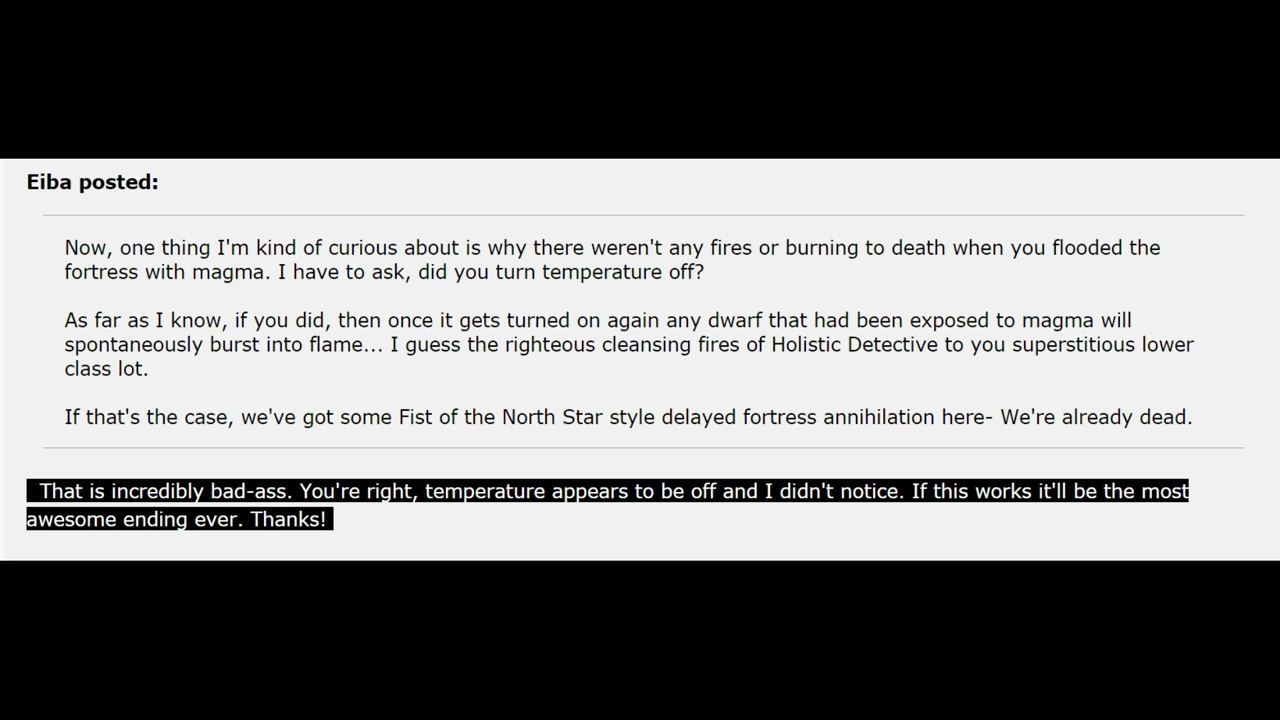 Eiba posted:
Now, one thing I'm kind of curious about is why there weren't any fires or burning to death when you flooded the
fortress with magma. I have to ask, did you turn temperature off?
As far as I know, if you did, then once it gets turned on again any dwarf that had been exposed to magma will
spontaneously burst into flame... I guess the righteous cleansing fires of Holistic Detective to you superstitious lower
class lot.
If that's the case, we've got some Fist of the North Star style delayed fortress annihilation here- We're already dead.
That is incredibly bad-ass. You're right, temperature appears to be off and I didn't notice. If this works it'll be the most
awesome ending ever. Thanks!